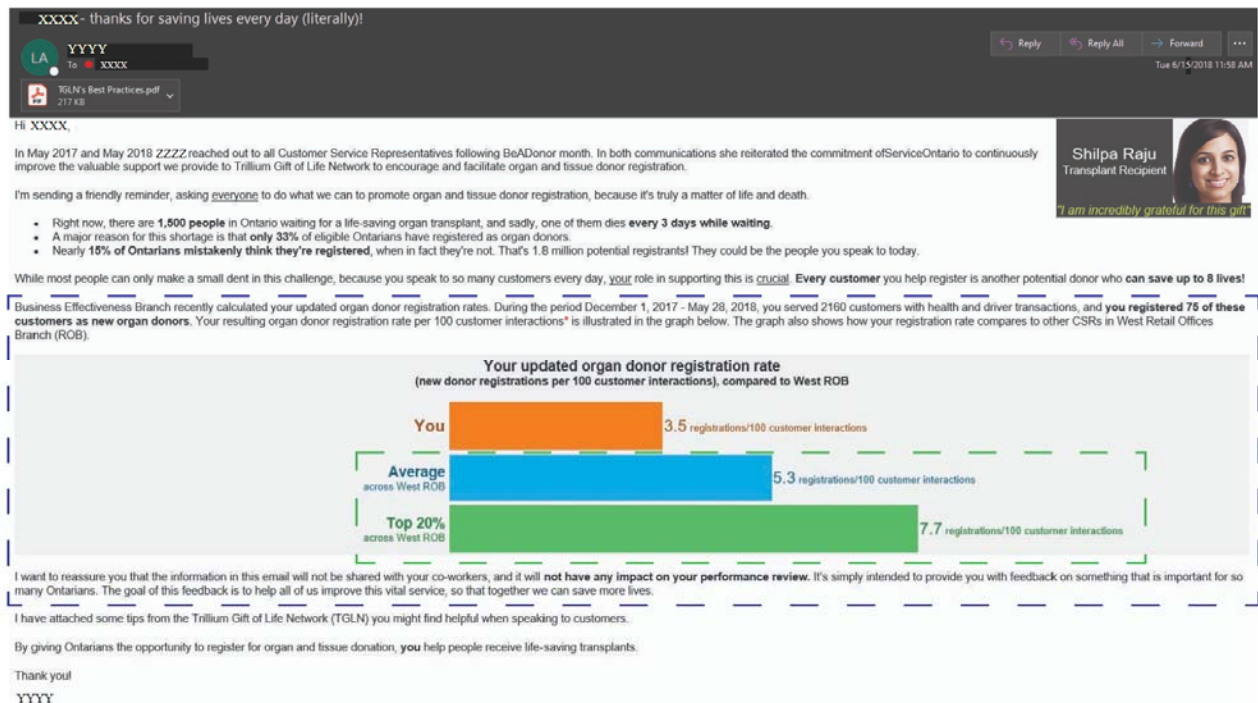 XXXX - thanks for saving lives every day (literally)!
LA
YYYY
To XXXX
Reply
Reply All
Forward
...
Tue 6/15/2018 11:58 AM
PDF
TGLN's Best Practices.pdf
217 KB
Hi XXXX,
In May 2017 and May 2018 ZZZZ reached out to all Customer Service Representatives following BeADonor month. In both communications she reiterated the commitment ofServiceOntario to continuously
improve the valuable support we provide to Trillium Gift of Life Network to encourage and facilitate organ and tissue donor registration.
Shilpa Raju
Transplant Recipient
"I am incredibly grateful for this gift"
I'm sending a friendly reminder, asking everyone to do what we can to promote organ and tissue donor registration, because it's truly a matter of life and death.
• Right now, there are 1,500 people in Ontario waiting for a life-saving organ transplant, and sadly, one of them dies every 3 days while waiting.
• A major reason for this shortage is that only 33% of eligible Ontarians have registered as organ donors.
• Nearly 15% of Ontarians mistakenly think they're registered, when in fact they're not. That's 1.8 million potential registrants! They could be the people you speak to today.
While most people can only make a small dent in this challenge, because you speak to so many customers every day, your role in supporting this is crucial. Every customer you help register is another potential donor who can save up to 8 lives!
Business Effectiveness Branch recently calculated your updated organ donor registration rates. During the period December 1, 2017 - May 28, 2018, you served 2160 customers with health and driver transactions, and you registered 75 of these
customers as new organ donors. Your resulting organ donor registration rate per 100 customer interactions* is illustrated in the graph below. The graph also shows how your registration rate compares to other CSRs in West Retail Offices
Branch (ROB).
Your updated organ donor registration rate
(new donor registrations per 100 customer interactions), compared to West ROB
You
3.5 registrations/100 customer interactions
Average
across West ROB
5.3 registrations/100 customer interactions
Top 20%
across West ROB
7.7 registrations/100 customer interactions
I want to reassure you that the information in this email will not be shared with your co-workers, and it will not have any impact on your performance review. It's simply intended to provide you with feedback on something that is important for so
many Ontarians. The goal of this feedback is to help all of us improve this vital service, so that together we can save more lives.
I have attached some tips from the Trillium Gift of Life Network (TGLN) you might find helpful when speaking to customers.
By giving Ontarians the opportunity to register for organ and tissue donation, you help people receive life-saving transplants.
Thank you!
YYYY